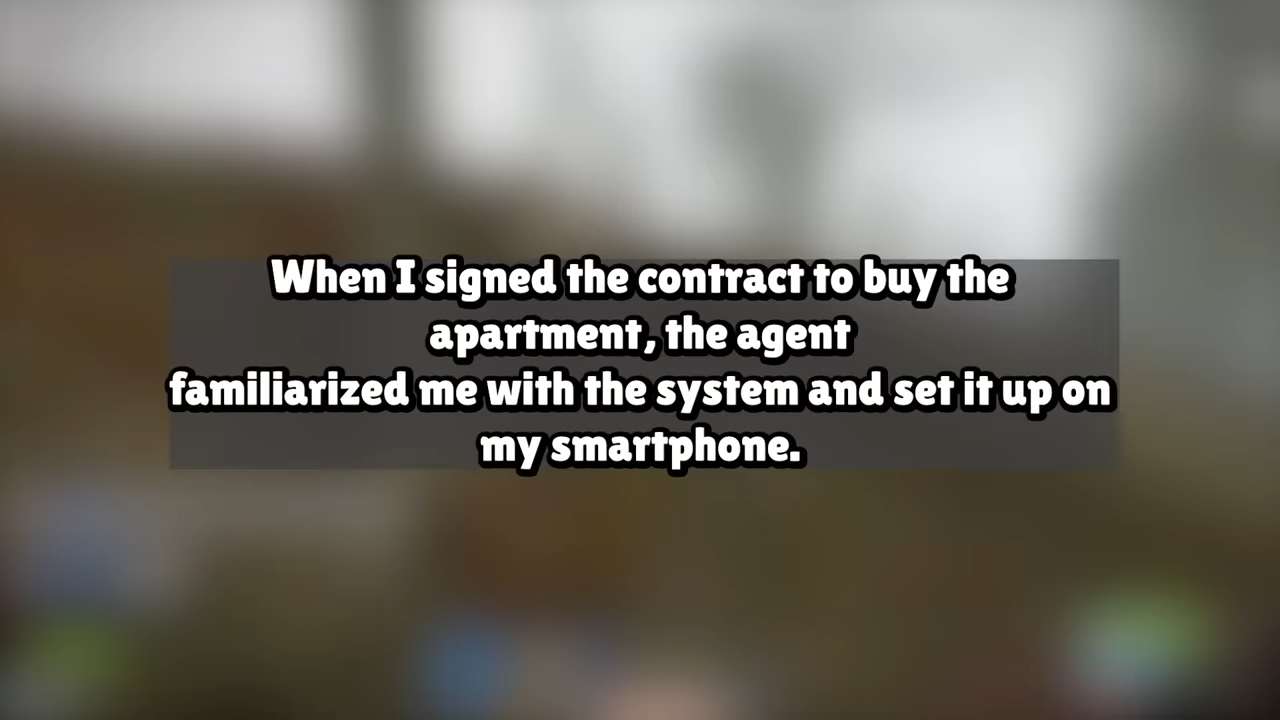 When I signed the contract to buy the
apartment, the agent
familiarized me with the system and set it up on
my smartphone.